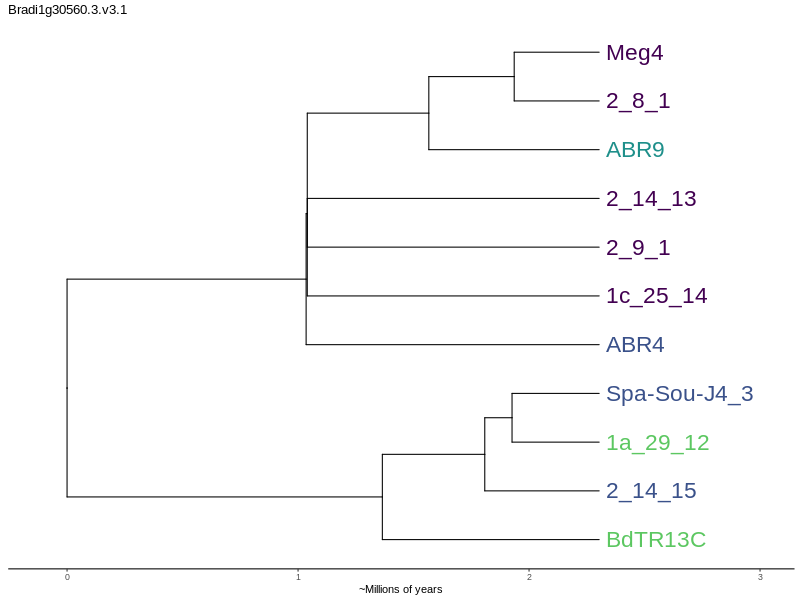 Bradi1g30560.3.v3.1
Meg4
2_8_1
ABR9
2_14_13
2_9_1
1c_25_14
ABR4
Spa-Sou-J4_3
1a_29_12
2_14_15
BdTR13C
0 1 2 3
~Millions of years